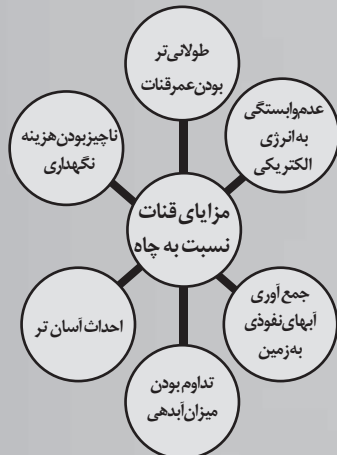 طولانی‌تر
بودن عمر قنات
عدم وابستگی
به انرژی
الکتریکی
ناچیز بودن هزینه
نگهداری
مزایای قنات
نسبت به چاه
جمع آوری
آبهای نفوذی
به زمین
احداث آسان تر
تداوم بودن
میزان آبدهی